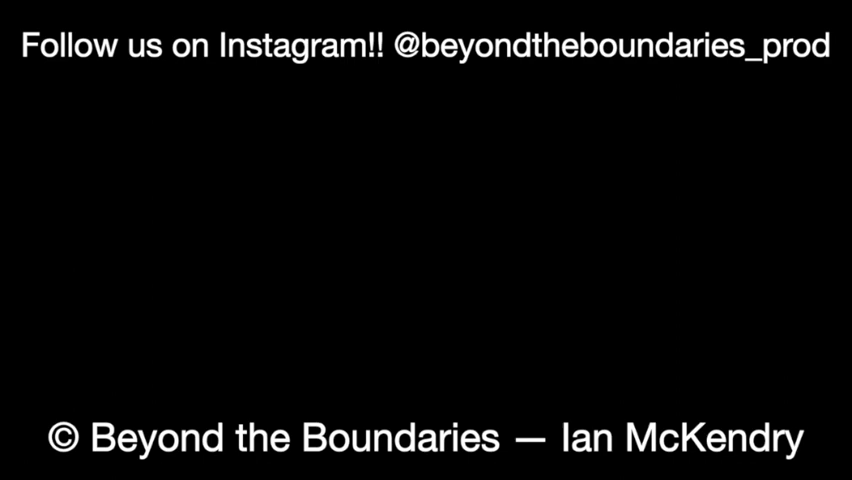 Follow us on Instagram!! @beyondtheboundaries_prod
© Beyond the Boundaries — Ian McKendry